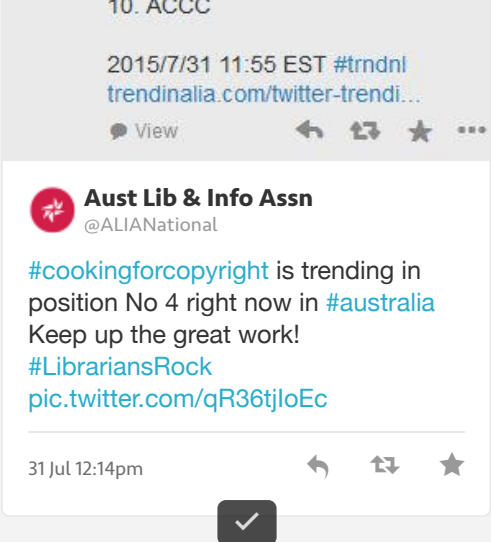 10. ACCC
2015/7/31 11:55 EST #trndnl
trendinalia.com/twitter-trendi...
View
Aust Lib & Info Assn
@ALIANational
#cookingforcopyright is trending in
position No 4 right now in #australia
Keep up the great work!
#LibrariansRock
pic.twitter.com/qR36tjIoEc
31 Jul 12:14pm